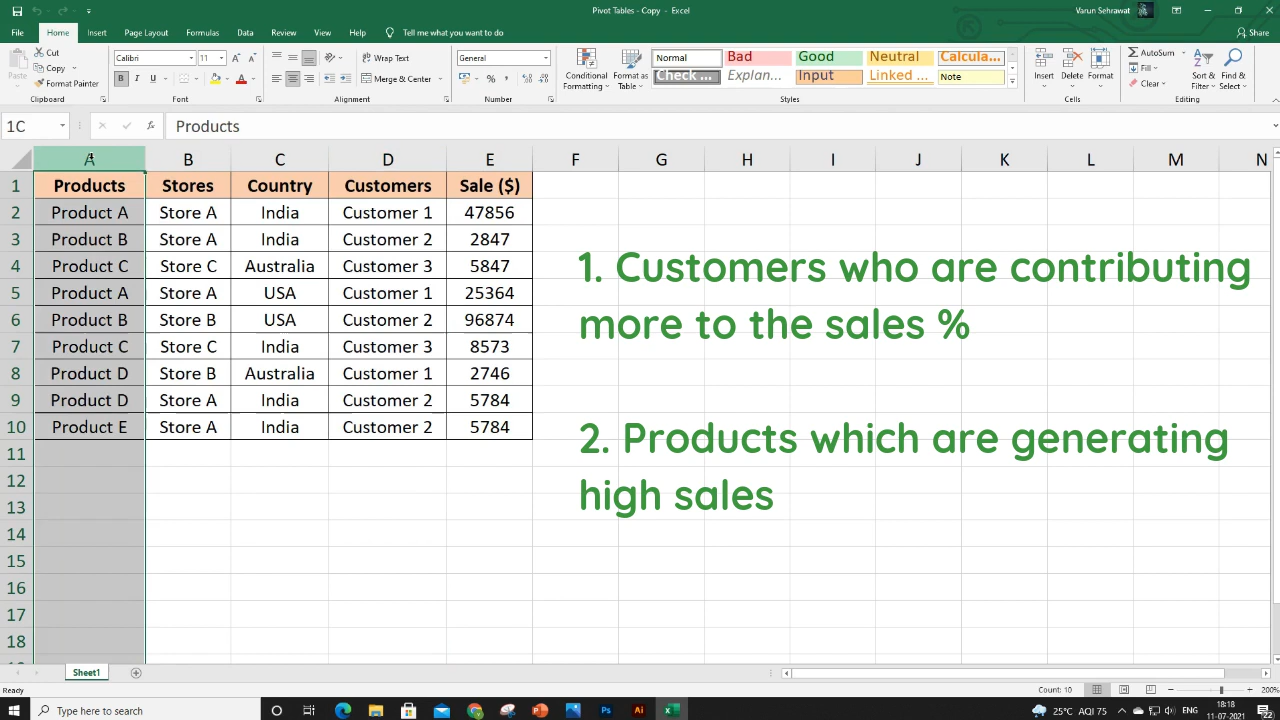 Pivot Tables - Copy - Excel
Varun Sehrawat
File Home Insert Page Layout Formulas Data Review View Help Tell me what you want to do Share
Cut
Copy
Format Painter
Paste
Clipboard
Calibri 11
B I U
Font
Wrap Text
Merge & Center
Alignment
General
Number
Conditional Formatting
Format as Table
Normal Bad Good Neutral Calcula...
Check ... Explan... Input Linked ... Note
Styles
Insert Delete Format
Cells
AutoSum
Fill
Clear
Sort & Filter
Find & Select
Editing
1C fx Products
A B C D E F G H I J K L M N
1 Products Stores Country Customers Sale ($)
2 Product A Store A India Customer 1 47856
3 Product B Store A India Customer 2 2847
4 Product C Store C Australia Customer 3 5847
5 Product A Store A USA Customer 1 25364
6 Product B Store B USA Customer 2 96874
7 Product C Store C India Customer 3 8573
8 Product D Store B Australia Customer 1 2746
9 Product D Store A India Customer 2 5784
10 Product E Store A India Customer 2 5784
11
12
13
14
15
16
17
18
1. Customers who are contributing
more to the sales %
2. Products which are generating
high sales
Sheet1
Ready
Count: 10
200%
Type here to search
25°C AQI 75
18:18
11-07-2021